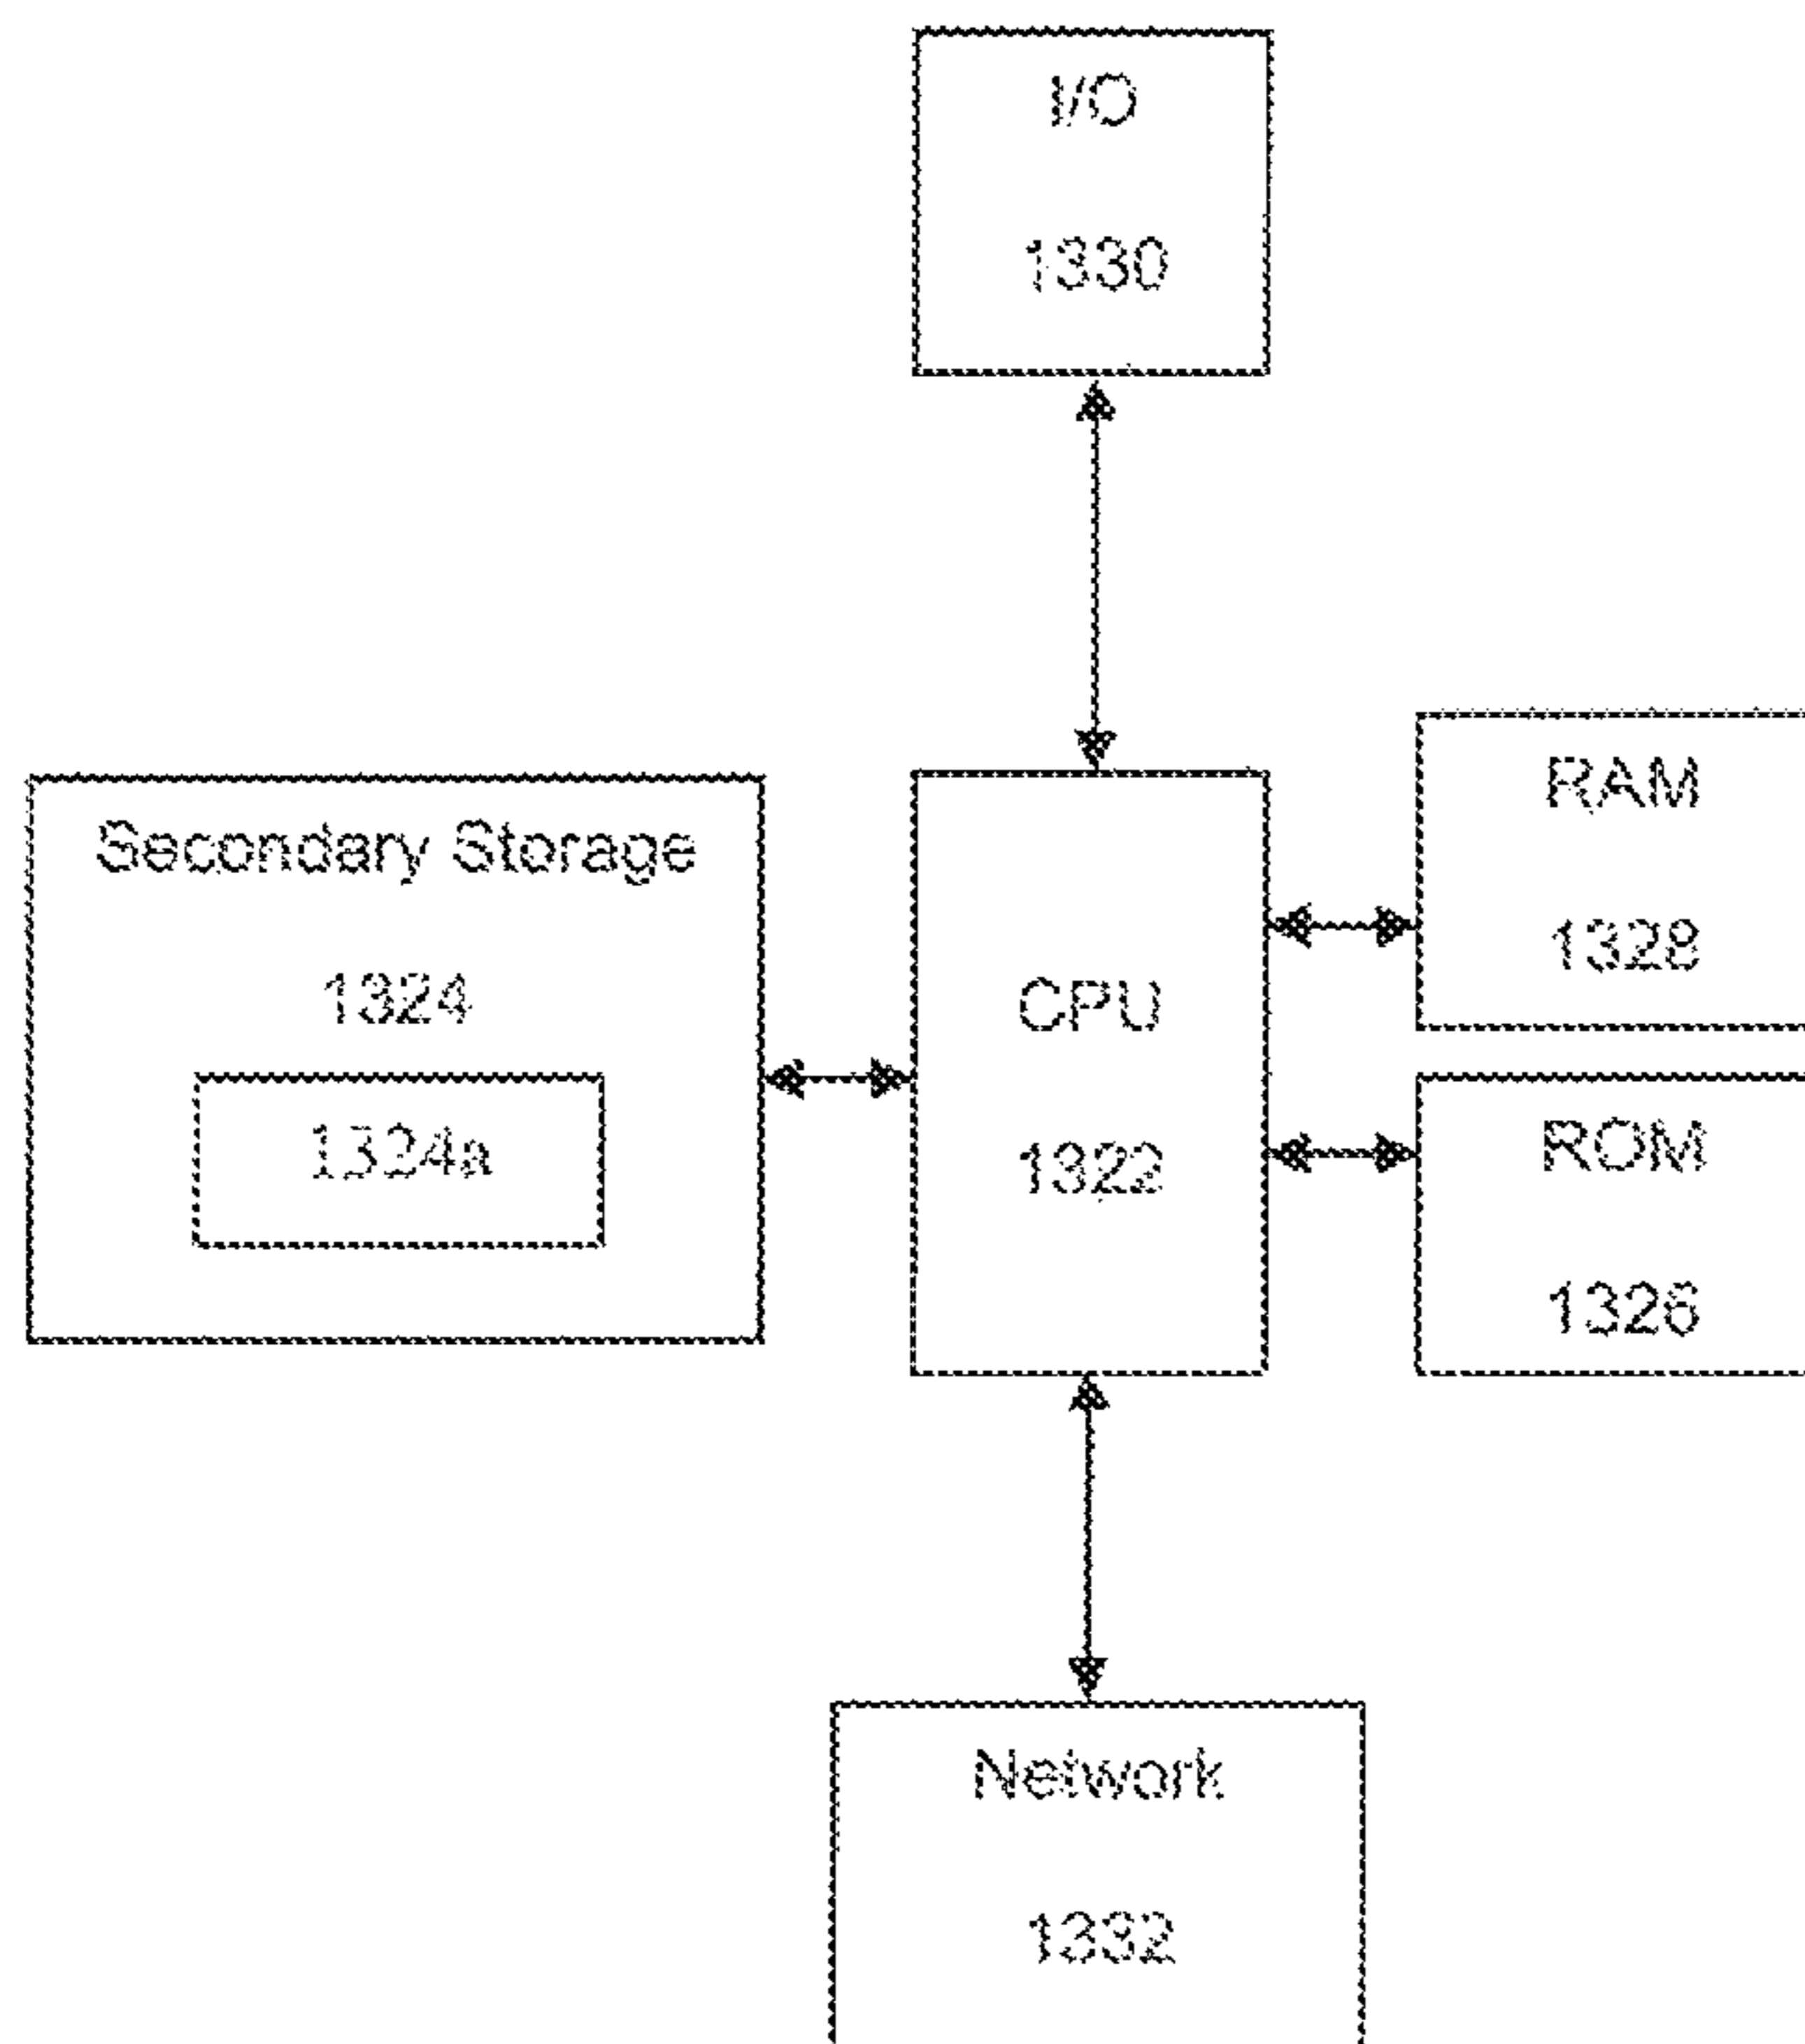 I/O
1330
Secondary Storage
1324
1324a
CPU
1322
RAM
1328
ROM
1326
Network
1332